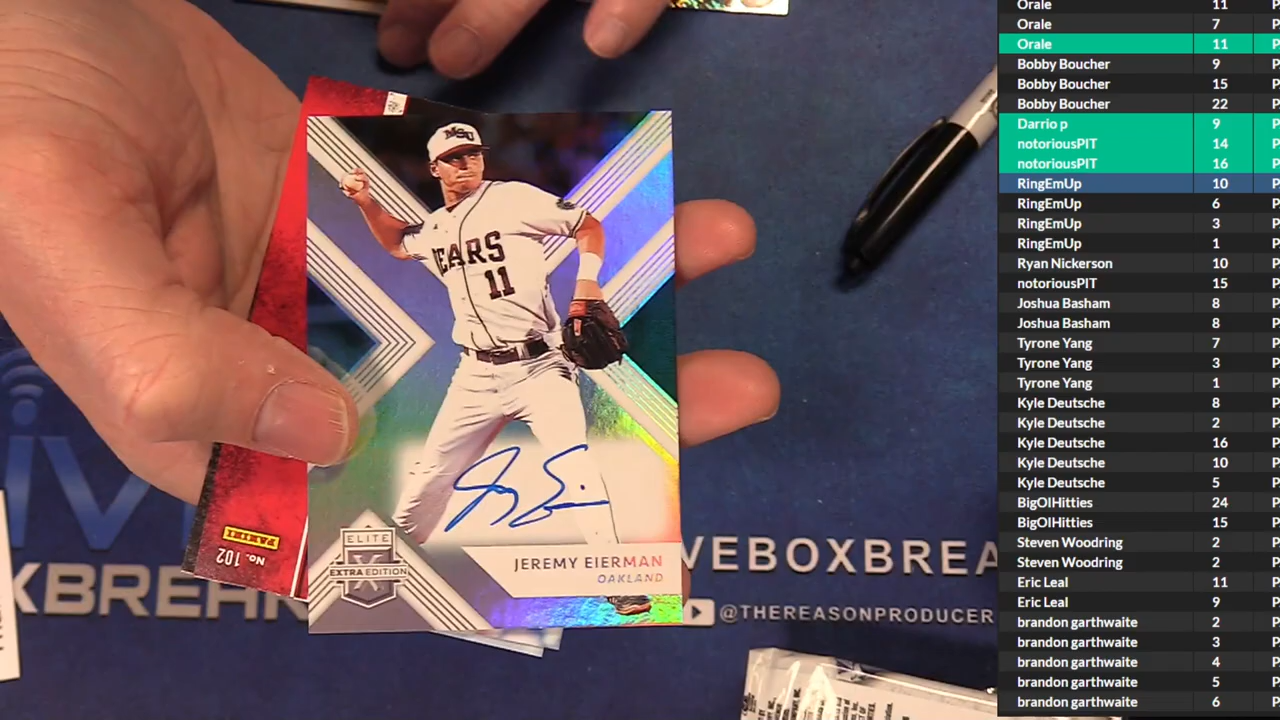 MSU
BEARS
11
ELITE
X
EXTRA EDITION
JEREMY EIERMAN
OAKLAND
PANINI
No. 102
IVEBOXBREA
@THEREASONPRODUCER
XBREAK
Orale 11 P
Orale 7 P
Orale 11 P
Bobby Boucher 9 P
Bobby Boucher 15 P
Bobby Boucher 22 P
Darrio p 9 P
notoriousPIT 14 P
notoriousPIT 16 P
RingEmUp 10 P
RingEmUp 6 P
RingEmUp 3 P
RingEmUp 1 P
Ryan Nickerson 10 P
notoriousPIT 15 P
Joshua Basham 8 P
Joshua Basham 8 P
Tyrone Yang 7 P
Tyrone Yang 3 P
Tyrone Yang 1 P
Kyle Deutsche 8 P
Kyle Deutsche 2 P
Kyle Deutsche 16 P
Kyle Deutsche 10 P
Kyle Deutsche 5 P
BigOlHitties 24 P
BigOlHitties 15 P
Steven Woodring 2 P
Steven Woodring 2 P
Eric Leal 11 P
Eric Leal 9 P
brandon garthwaite 2 P
brandon garthwaite 3 P
brandon garthwaite 4 P
brandon garthwaite 5 P
brandon garthwaite 6 P